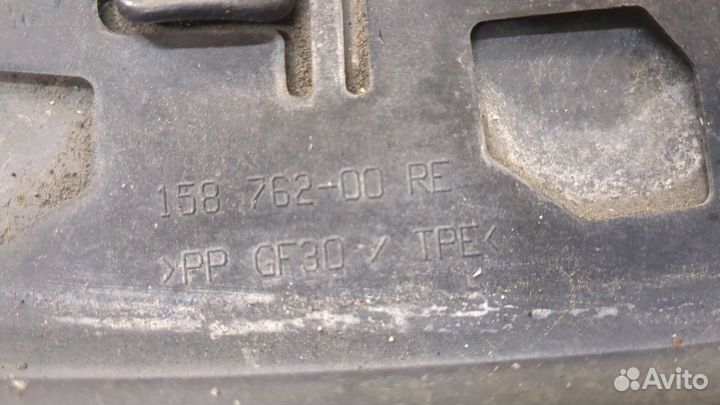 158 762-00 RE
>PP GF30 / TPE<
Avito